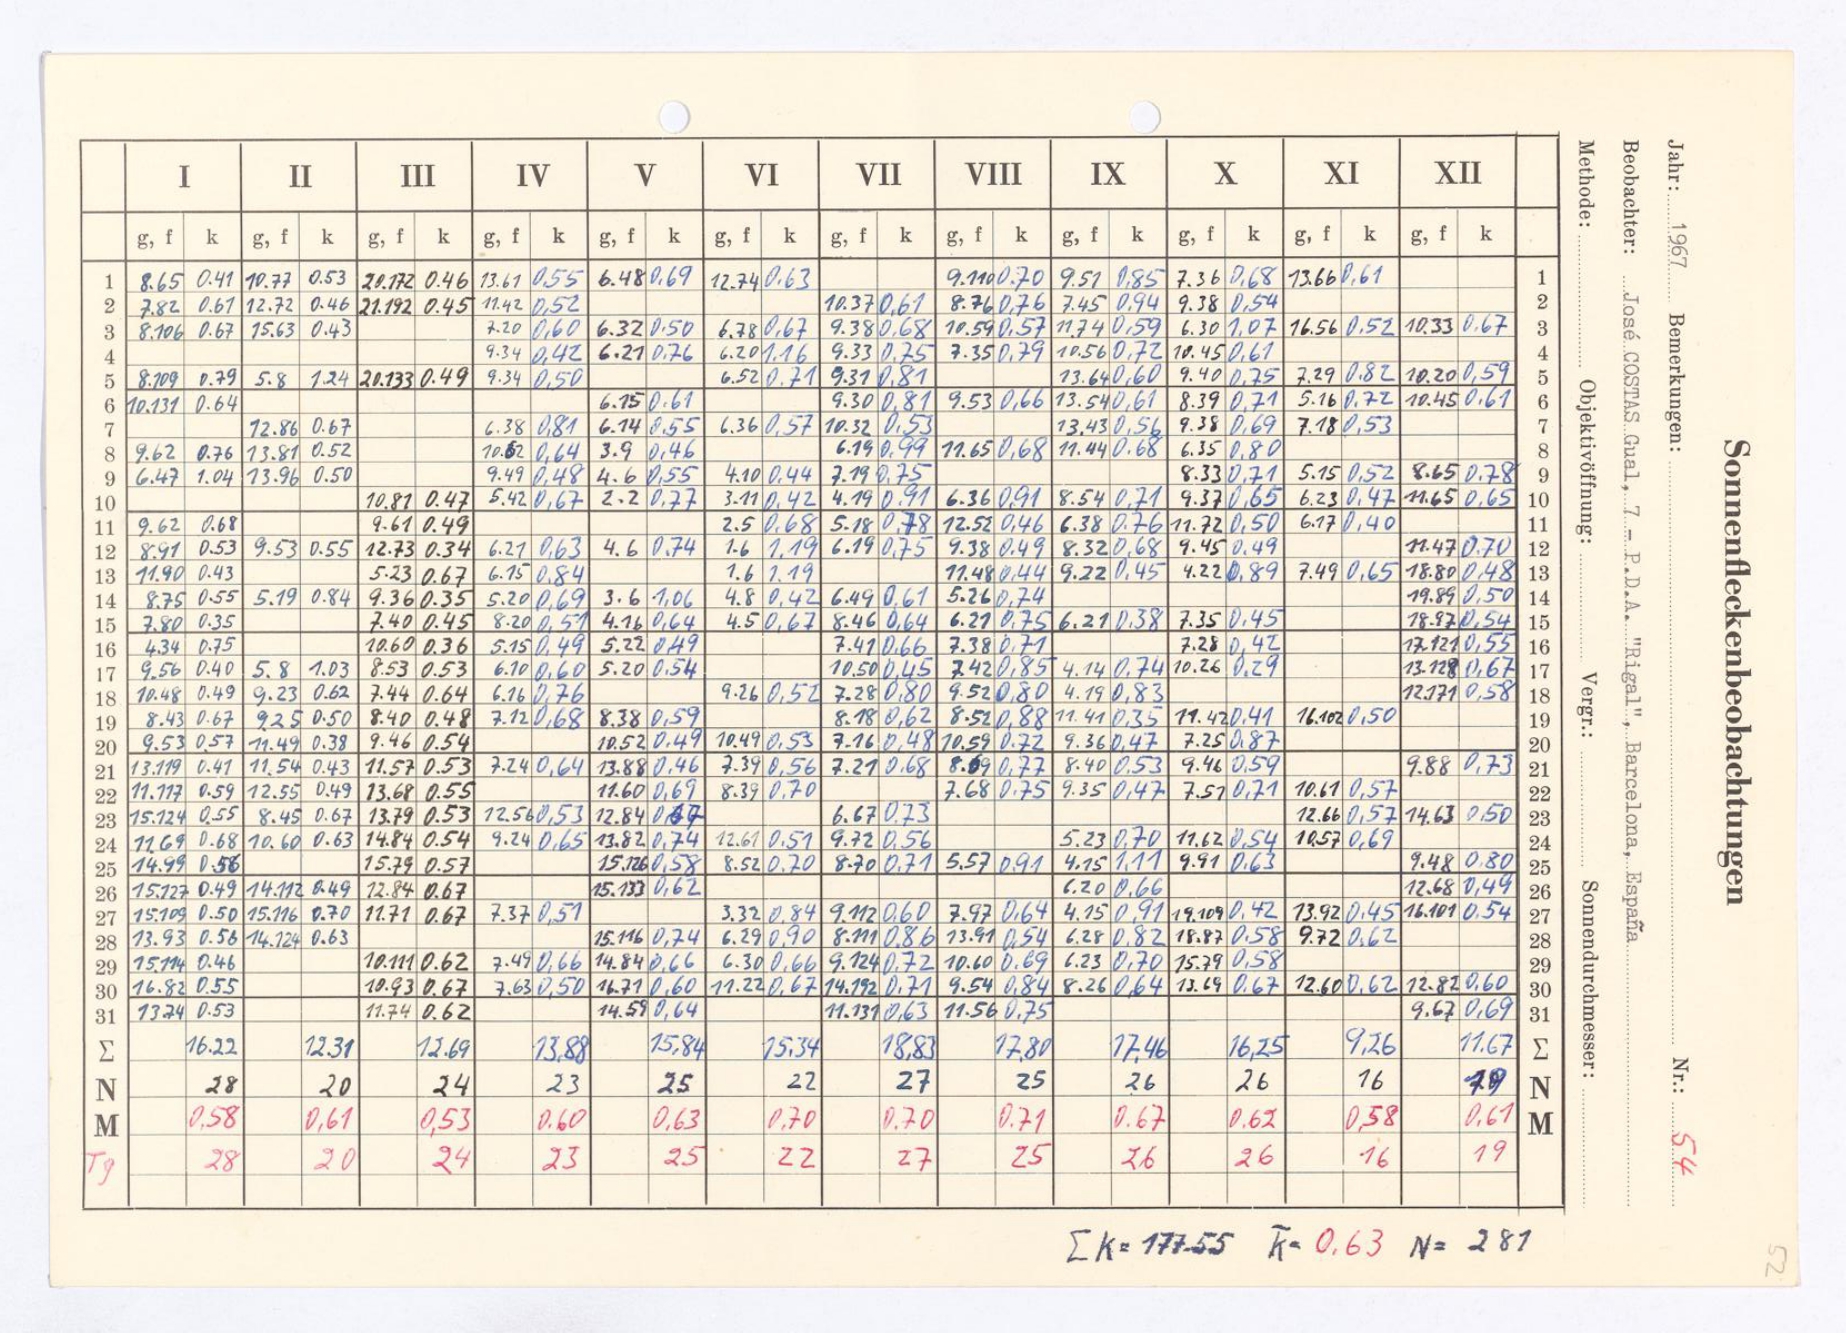 I II III IV V VI VII VIII IX X XI XII
g, f k g, f k g, f k g, f k g, f k g, f k g, f k g, f k g, f k g, f k g, f k g, f k
1 8.65 0.41 10.77 0.53 20.172 0.46 13.61 0,55 6.48 0,69 12.74 0,63 9.110 0.70 9.51 0,85 7.36 0,68 13.66 0,61 1
2 7.82 0.61 12.72 0.46 21.192 0.45 11.42 0,52 10.37 0,61 8.76 0,76 7.45 0,94 9.38 0,54 2
3 8.106 0.67 15.63 0.43 7.20 0,60 6.32 0.50 6.78 0,67 9.38 0,68 10.59 0,57 11.74 0,59 6.30 1,07 16.56 0,52 10.33 0,67 3
4 9.34 0,42 6.21 0,76 6.20 1,16 9.33 0,75 7.35 0,79 10.56 0,72 10.45 0,61 4
5 8.109 0.79 5.8 1.24 20.133 0.49 9.34 0,50 6.52 0.71 9.31 0,81 13.64 0,60 9.40 0,75 7.29 0.82 10.20 0,59 5
6 10.131 0.64 6.15 0.61 9.30 0,81 9.53 0,66 13.54 0,61 8.39 0,71 5.16 0,72 10.45 0,61 6
7 12.86 0.67 6.38 0,81 6.14 0,55 6.36 0,57 10.32 0,53 13.43 0,56 9.38 0,69 7.18 0,53 7
8 9.62 0.76 13.81 0.52 10.62 0,64 3.9 0,46 6.19 0,99 11.65 0,68 11.44 0.68 6.35 0,80 8
9 6.47 1.04 13.96 0.50 9.49 0,48 4.6 0,55 4.10 0,44 7.19 0,75 8.33 0,71 5.15 0,52 8.65 0,78 9
10 10.81 0.47 5.42 0,67 2.2 0,77 3.11 0,42 4.19 0,91 6.36 0,91 8.54 0,71 9.37 0,65 6.23 0,47 11.65 0,65 10
11 9.62 0.68 9.61 0.49 2.5 0,68 5.18 0,78 12.52 0,46 6.38 0.76 11.72 0,50 6.17 0,40 11
12 8.91 0.53 9.53 0.55 12.73 0.34 6.21 0,63 4.6 0,74 1.6 1,19 6.19 0,75 9.38 0,49 8.32 0,68 9.45 0.49 11.47 0.70 12
13 11.90 0.43 5.23 0.67 6.15 0,84 1.6 1.19 11.48 0,44 9.22 0,45 4.22 0,89 7.49 0,65 18.80 0,48 13
14 8.75 0.55 5.19 0.84 9.36 0.35 5.20 0,69 3.6 1,06 4.8 0,42 6.49 0,61 5.26 0,74 19.89 0,50 14
15 7.80 0.35 7.40 0.45 8.20 0,51 4.16 0,64 4.5 0,67 8.46 0,64 6.21 0,75 6.21 0,38 7.35 0,45 18.97 0,54 15
16 4.34 0.75 10.60 0.36 5.15 0,49 5.22 0,49 7.41 0,66 7.38 0,71 7.28 0,42 17.121 0,55 16
17 9.56 0.40 5.8 1.03 8.53 0.53 6.10 0,60 5.20 0,54 10.50 0,45 7.42 0,85 4.14 0,74 10.26 0,29 13.128 0,67 17
18 10.48 0.49 9.23 0.62 7.44 0.64 6.16 0,76 9.26 0,52 7.28 0,80 9.52 0,80 4.19 0,83 12.171 0,58 18
19 8.43 0.67 9.25 0.50 8.40 0.48 7.12 0,68 8.38 0,59 8.18 0,62 8.52 0,88 11.41 0,35 11.42 0,41 16.102 0,50 19
20 9.53 0.57 11.49 0.38 9.46 0.54 10.52 0.49 10.49 0,53 7.16 0,48 10.59 0.72 9.36 0,47 7.25 0,87 20
21 13.119 0.41 11.54 0.43 11.57 0.53 7.24 0,64 13.88 0,46 7.39 0,56 7.21 0,68 8.69 0,77 8.40 0,53 9.46 0,59 9.88 0,73 21
22 11.117 0.59 12.55 0.49 13.68 0.55 11.60 0,69 8.39 0,70 7.68 0.75 9.35 0,47 7.51 0,71 10.61 0,57 22
23 15.124 0.55 8.45 0.67 13.79 0.53 12.56 0,53 12.84 0,67 6.67 0,73 12.66 0,57 14.63 0,50 23
24 11.69 0.68 10.60 0.63 14.84 0.54 9.24 0,65 13.82 0,74 12.61 0,51 9.72 0,56 5.23 0,70 11.62 0,54 10.57 0,69 24
25 14.99 0.56 15.79 0.57 15.126 0,58 8.52 0,70 8.70 0,71 5.57 0,91 4.15 1,11 9.91 0,63 9.48 0,80 25
26 15.127 0.49 14.112 0.49 12.84 0.67 15.133 0,62 6.20 0,66 12.68 0,49 26
27 15.109 0.50 15.116 0.70 11.71 0.67 7.37 0,51 3.32 0,84 9.112 0,60 7.97 0,64 4.15 0,91 19.109 0,42 13.92 0,45 16.101 0,54 27
28 13.93 0.56 14.124 0.63 15.116 0,74 6.29 0,90 8.111 0,86 13.91 0,54 6.28 0,82 18.87 0,58 9.72 0,62 28
29 15.114 0.46 10.111 0.62 7.49 0,66 14.84 0,66 6.30 0,66 9.124 0,72 10.60 0.69 6.23 0,70 15.79 0,58 29
30 16.82 0.55 10.93 0.67 7.63 0,50 16.71 0,60 11.22 0,67 14.192 0,71 9.54 0,84 8.26 0,64 13.69 0.67 12.60 0,62 12.82 0,60 30
31 13.74 0.53 11.74 0.62 14.59 0,64 11.131 0,63 11.56 0,75 9.67 0,69 31
Σ 16.22 12.31 12.69 13,88 15,84 15,34 18,83 17,80 17,46 16,25 9,26 11.67 Σ
N 28 20 24 23 25 22 27 25 26 26 16 19 N
M 0,58 0,61 0,53 0.60 0,63 0,70 0.70 0.71 0.67 0.62 0,58 0,61 M
Tg 28 20 24 23 25 22 27 25 26 26 16 19
Σ K= 177.55 k̄= 0.63 N= 281
Sonnenfleckenbeobachtungen
Jahr: 1967 Bemerkungen: Nr.: 54
Beobachter: José COSTAS Gual, 7.- P.D.A. "Rigal", Barcelona, España
Methode: Objektivöffnung: Vergr.: Sonnendurchmesser:
52